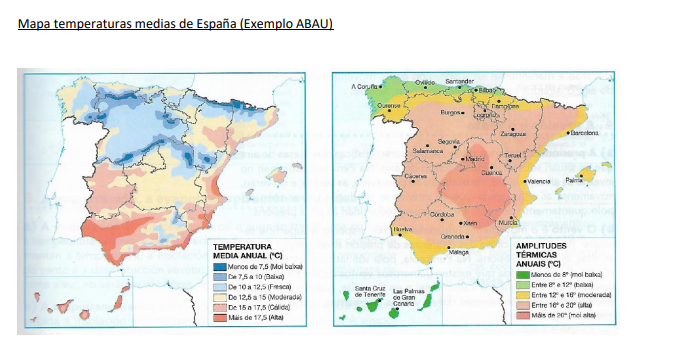 Mapa temperaturas medias de España (Exemplo ABAU)
TEMPERATURA
MEDIA ANUAL (ºC)
Menos de 7,5 (Moi baixa)
De 7,5 a 10 (Baixa)
De 10 a 12,5 (Fresca)
De 12,5 a 15 (Moderada)
De 15 a 17,5 (Cálida)
Máis de 17,5 (Alta)
A Coruña
Oviedo
Santander
Bilbao
Ourense
Pamplona
Burgos
Logroño
Zaragoza
Barcelona
Segovia
Salamanca
Madrid
Teruel
Cuenca
Cáceres
Valencia
Palma
Córdoba
Xaén
Murcia
Huelva
Granada
Málaga
Santa Cruz
de Tenerife
Las Palmas
de Gran
Canaria
AMPLITUDES
TÉRMICAS
ANUAIS (ºC)
Menos de 8º (moi baixa)
Entre 8º e 12º (baixa)
Entre 12º e 16º (moderada)
Entre 16º e 20º (alta)
Máis de 20º (moi alta)